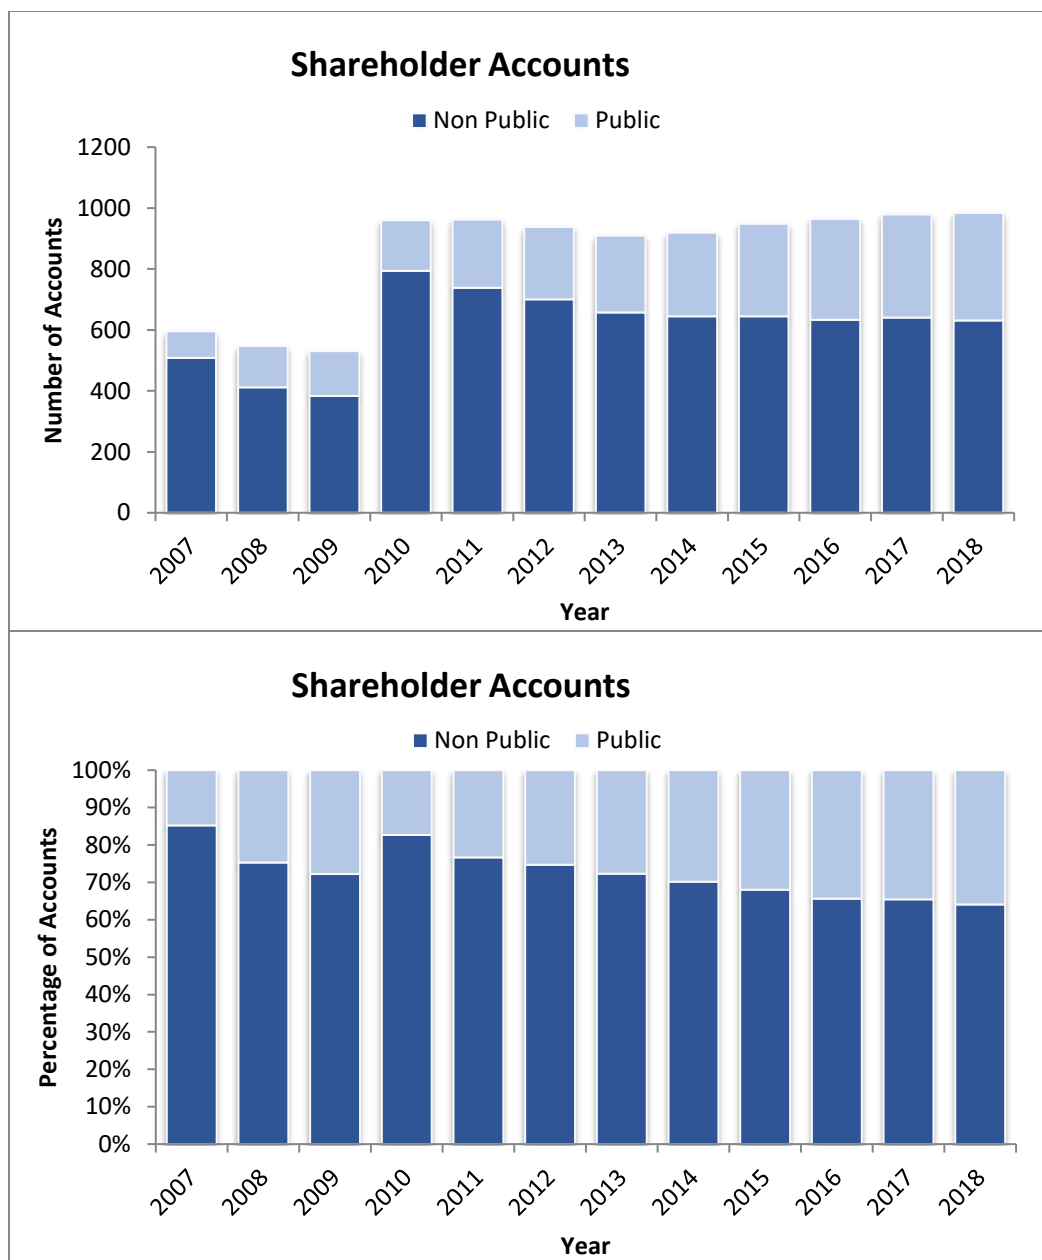 Shareholder Accounts
Non Public Public
1200
1000
800
600
400
200
0
Number of Accounts
2007 2008 2009 2010 2011 2012 2013 2014 2015 2016 2017 2018
Year
Shareholder Accounts
Non Public Public
100%
90%
80%
70%
60%
50%
40%
30%
20%
10%
0%
Percentage of Accounts
2007 2008 2009 2010 2011 2012 2013 2014 2015 2016 2017 2018
Year